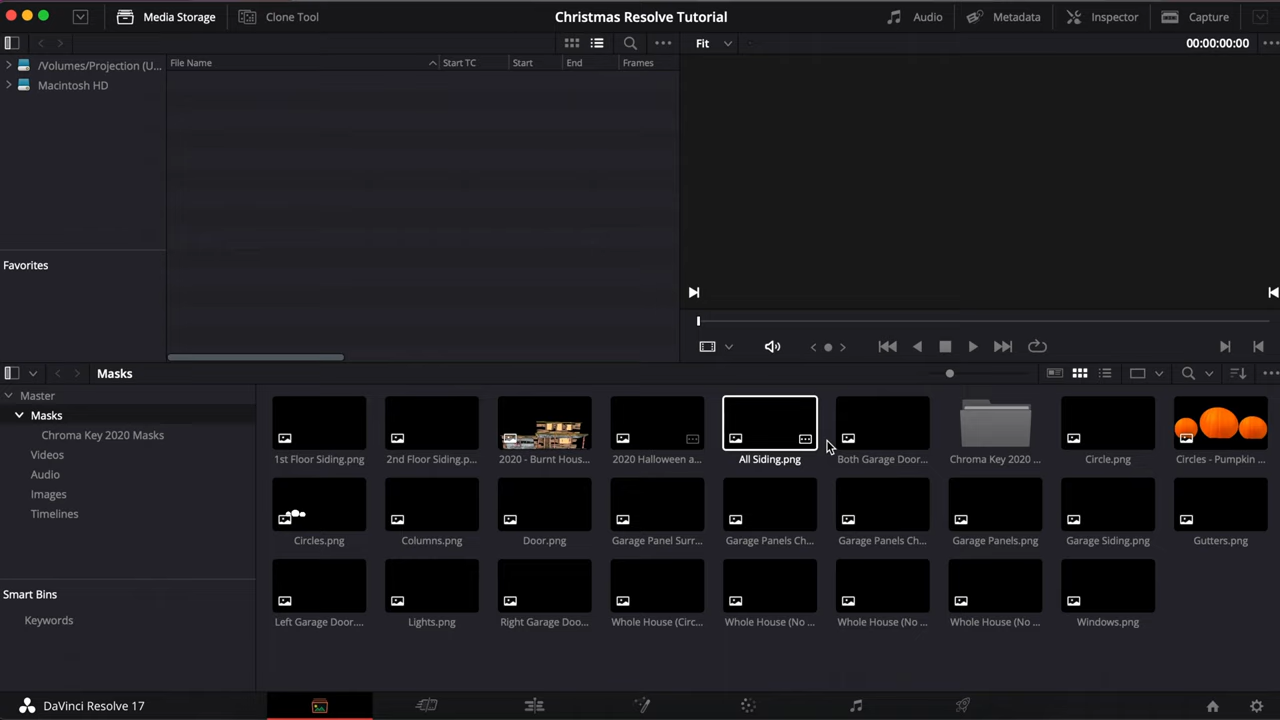 Media Storage
Clone Tool
Christmas Resolve Tutorial
Audio
Metadata
Inspector
Capture
Fit
00:00:00:00
/Volumes/Projection (U...
Macintosh HD
File Name
Start TC
Start
End
Frames
Favorites
Masks
Master
Masks
Chroma Key 2020 Masks
Videos
Audio
Images
Timelines
1st Floor Siding.png
2nd Floor Siding.p...
2020 - Burnt Hous...
2020 Halloween a...
All Siding.png
Both Garage Door...
Chroma Key 2020 ...
Circle.png
Circles - Pumpkin ...
Circles.png
Columns.png
Door.png
Garage Panel Surr...
Garage Panels Ch...
Garage Panels Ch...
Garage Panels.png
Garage Siding.png
Gutters.png
Left Garage Door....
Lights.png
Right Garage Doo...
Whole House (Circ...
Whole House (No ...
Whole House (No ...
Whole House (No ...
Windows.png
Smart Bins
Keywords
DaVinci Resolve 17